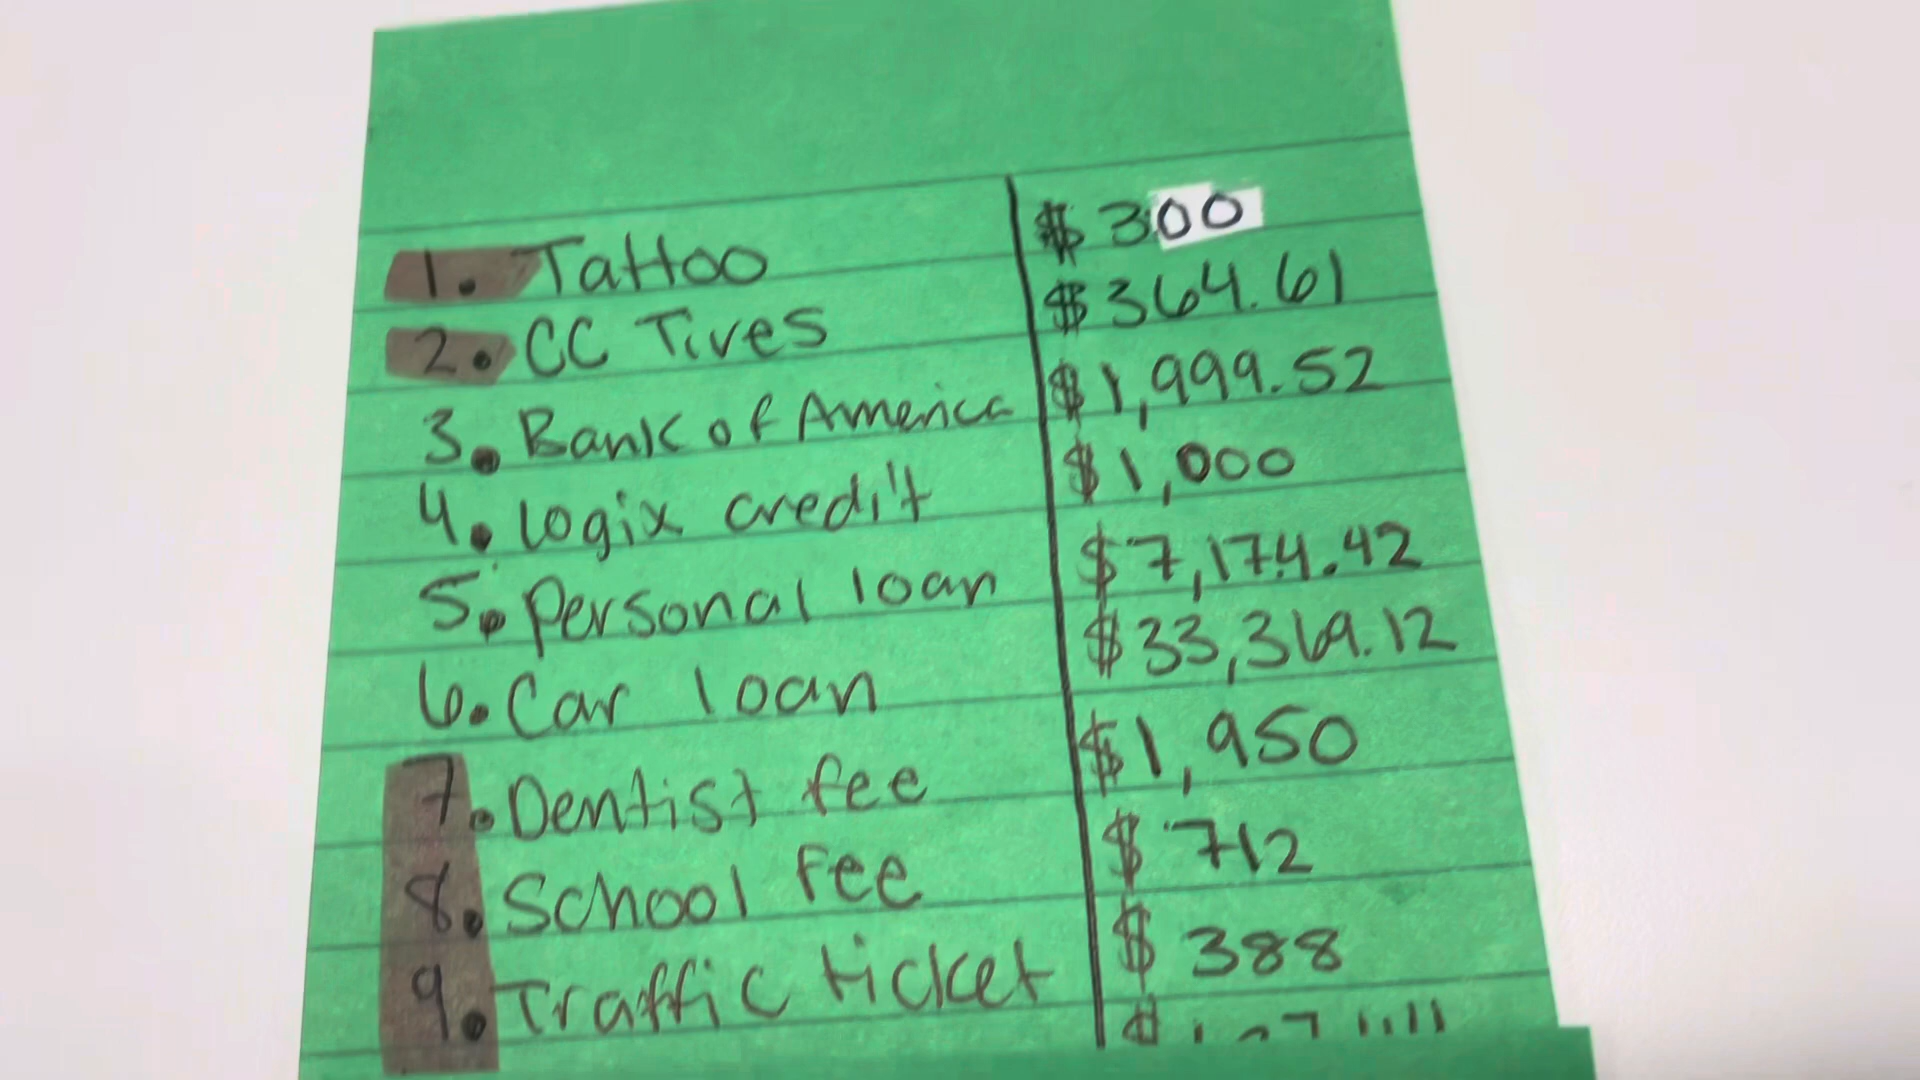 1. Tattoo $300
2. CC Tires $364.61
3. Bank of America $1,999.52
4. Logix credit $1,000
5. Personal loan $7,174.42
6. Car loan $33,369.12
7. Dentist fee $1,950
8. School fee $712
9. Traffic ticket $388